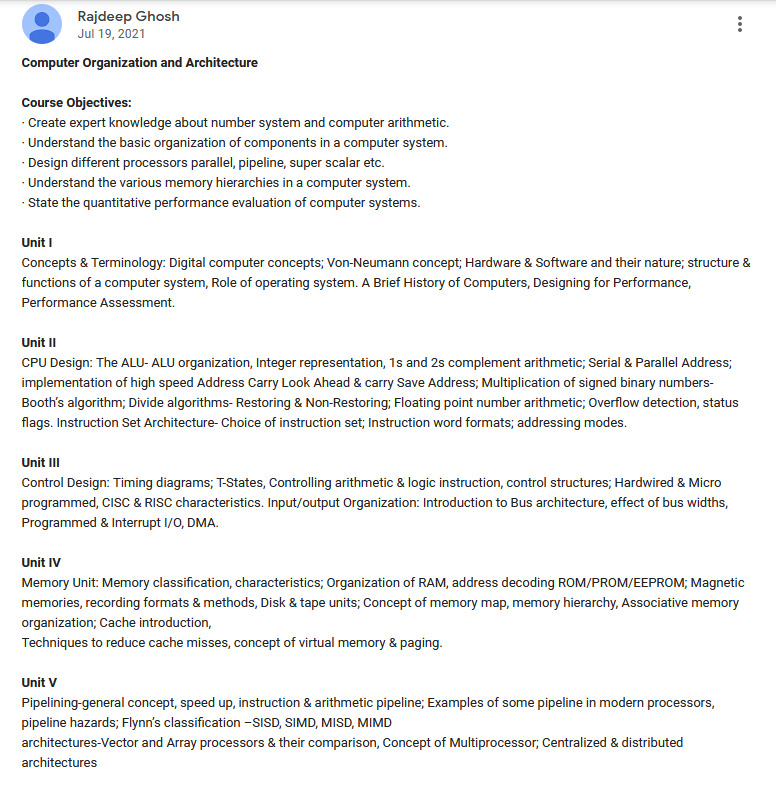 Rajdeep Ghosh
Jul 19, 2021
Computer Organization and Architecture
Course Objectives:
· Create expert knowledge about number system and computer arithmetic.
· Understand the basic organization of components in a computer system.
· Design different processors parallel, pipeline, super scalar etc.
· Understand the various memory hierarchies in a computer system.
· State the quantitative performance evaluation of computer systems.
Unit I
Concepts & Terminology: Digital computer concepts; Von-Neumann concept; Hardware & Software and their nature; structure &
functions of a computer system, Role of operating system. A Brief History of Computers, Designing for Performance,
Performance Assessment.
Unit II
CPU Design: The ALU- ALU organization, Integer representation, 1s and 2s complement arithmetic; Serial & Parallel Address;
implementation of high speed Address Carry Look Ahead & carry Save Address; Multiplication of signed binary numbers-
Booth’s algorithm; Divide algorithms- Restoring & Non-Restoring; Floating point number arithmetic; Overflow detection, status
flags. Instruction Set Architecture- Choice of instruction set; Instruction word formats; addressing modes.
Unit III
Control Design: Timing diagrams; T-States, Controlling arithmetic & logic instruction, control structures; Hardwired & Micro
programmed, CISC & RISC characteristics. Input/output Organization: Introduction to Bus architecture, effect of bus widths,
Programmed & Interrupt I/O, DMA.
Unit IV
Memory Unit: Memory classification, characteristics; Organization of RAM, address decoding ROM/PROM/EEPROM; Magnetic
memories, recording formats & methods, Disk & tape units; Concept of memory map, memory hierarchy, Associative memory
organization; Cache introduction,
Techniques to reduce cache misses, concept of virtual memory & paging.
Unit V
Pipelining-general concept, speed up, instruction & arithmetic pipeline; Examples of some pipeline in modern processors,
pipeline hazards; Flynn’s classification –SISD, SIMD, MISD, MIMD
architectures-Vector and Array processors & their comparison, Concept of Multiprocessor; Centralized & distributed
architectures